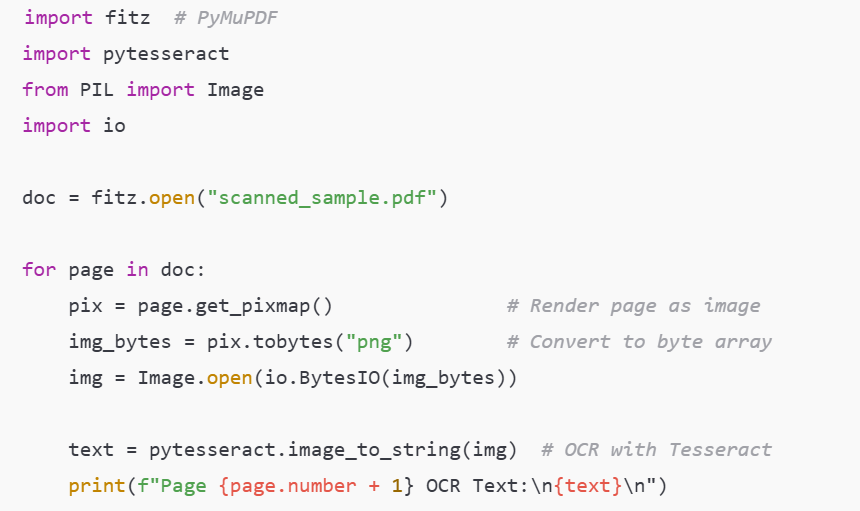 import fitz  # PyMuPDF
import pytesseract
from PIL import Image
import io

doc = fitz.open("scanned_sample.pdf")

for page in doc:
    pix = page.get_pixmap()               # Render page as image
    img_bytes = pix.tobytes("png")        # Convert to byte array
    img = Image.open(io.BytesIO(img_bytes))

    text = pytesseract.image_to_string(img)  # OCR with Tesseract
    print(f"Page {page.number + 1} OCR Text:\n{text}\n")